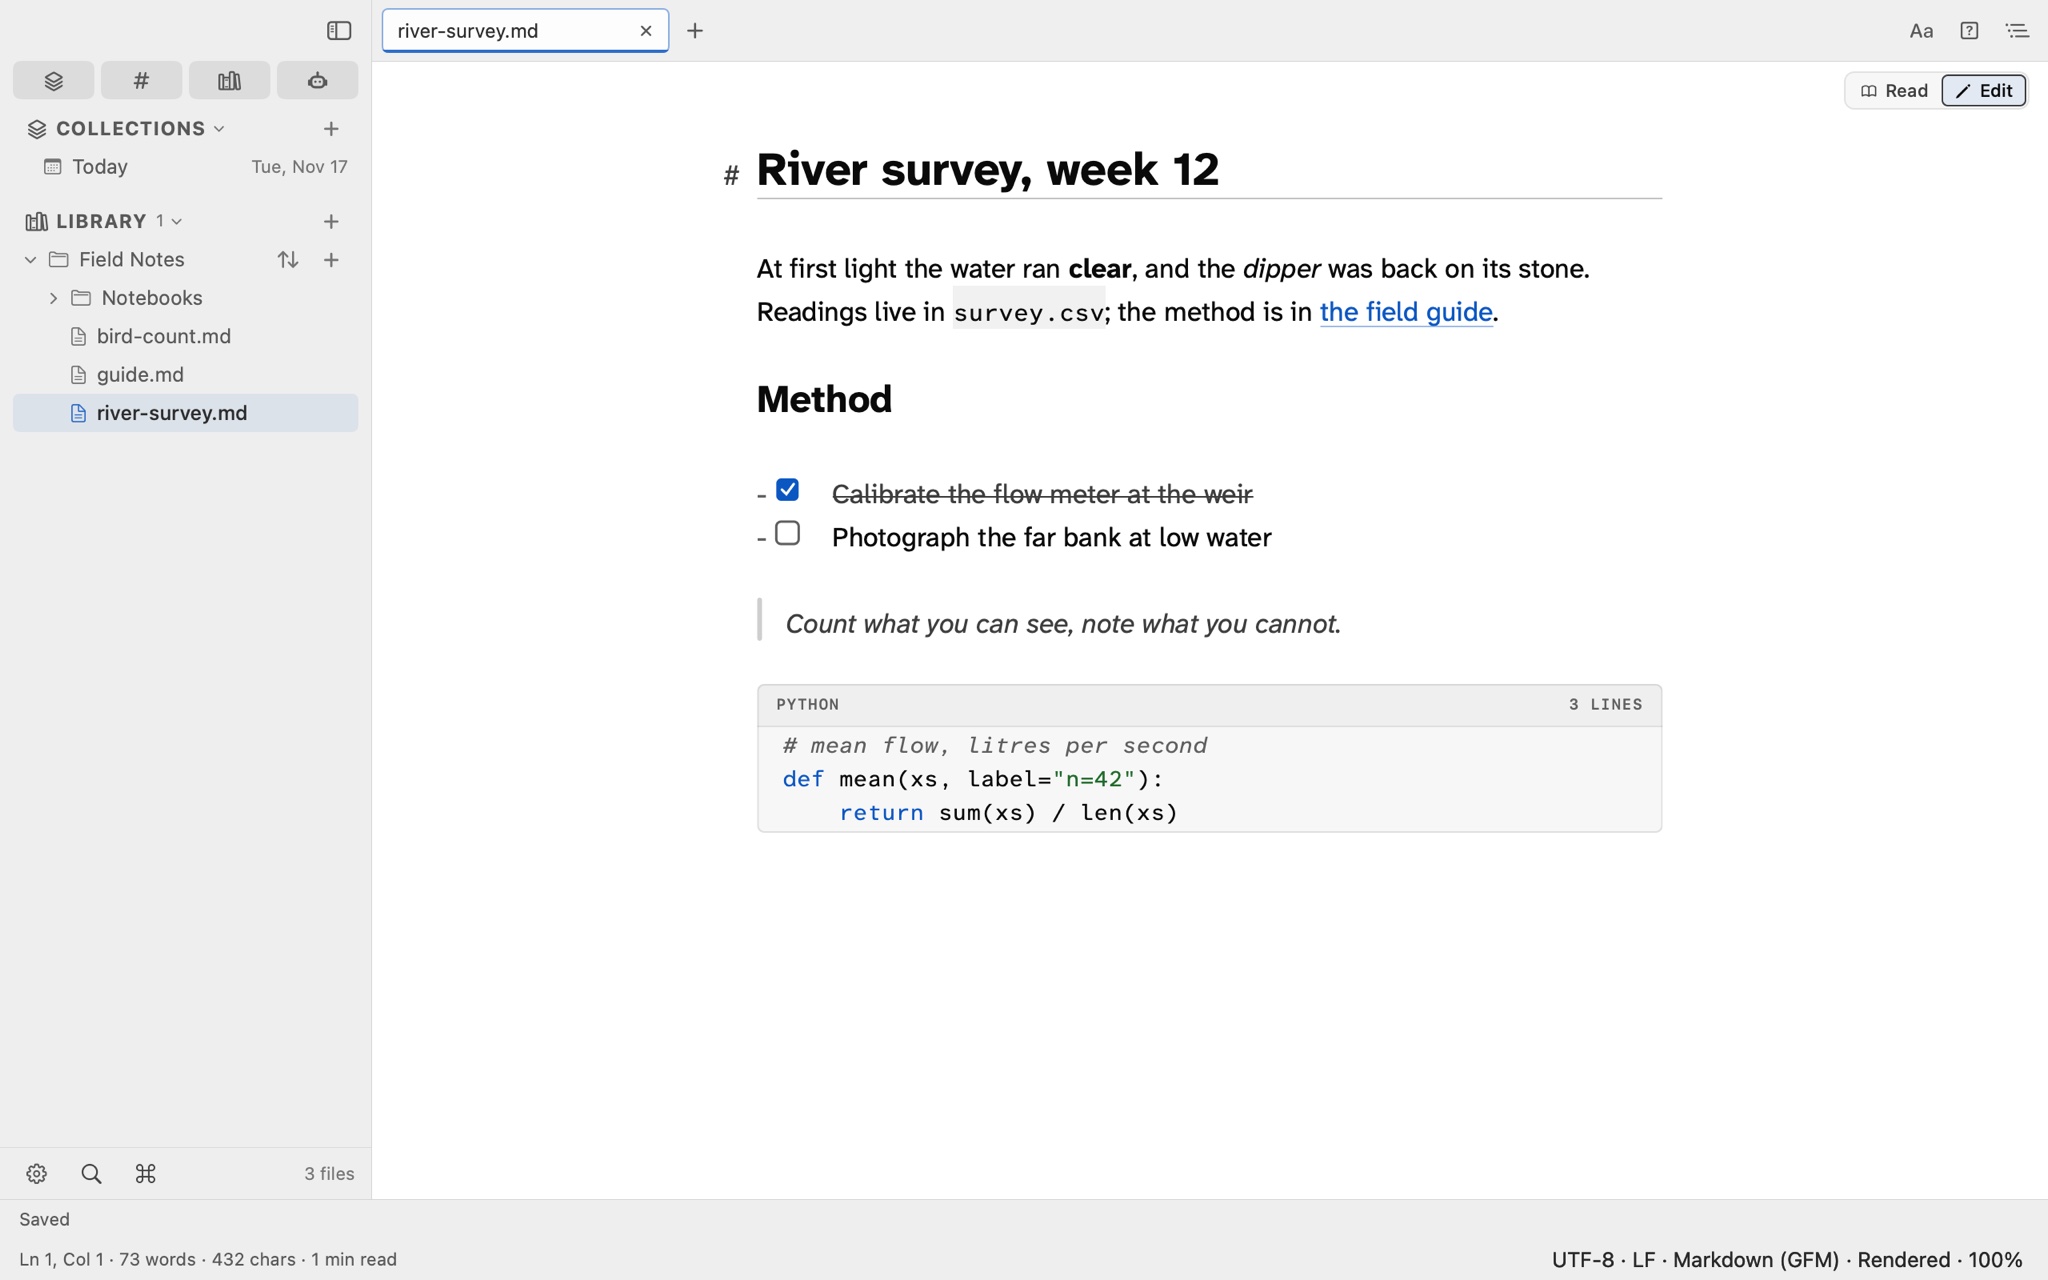 river-survey.md
Aa
Read
Edit
COLLECTIONS
Today Tue, Nov 17
LIBRARY 1
Field Notes
Notebooks
bird-count.md
guide.md
river-survey.md
3 files
# River survey, week 12
At first light the water ran clear, and the dipper was back on its stone.
Readings live in survey.csv; the method is in the field guide.
Method
- Calibrate the flow meter at the weir
- Photograph the far bank at low water
Count what you can see, note what you cannot.
PYTHON 3 LINES
# mean flow, litres per second
def mean(xs, label="n=42"):
    return sum(xs) / len(xs)
Saved
Ln 1, Col 1 · 73 words · 432 chars · 1 min read
UTF-8 · LF · Markdown (GFM) · Rendered · 100%